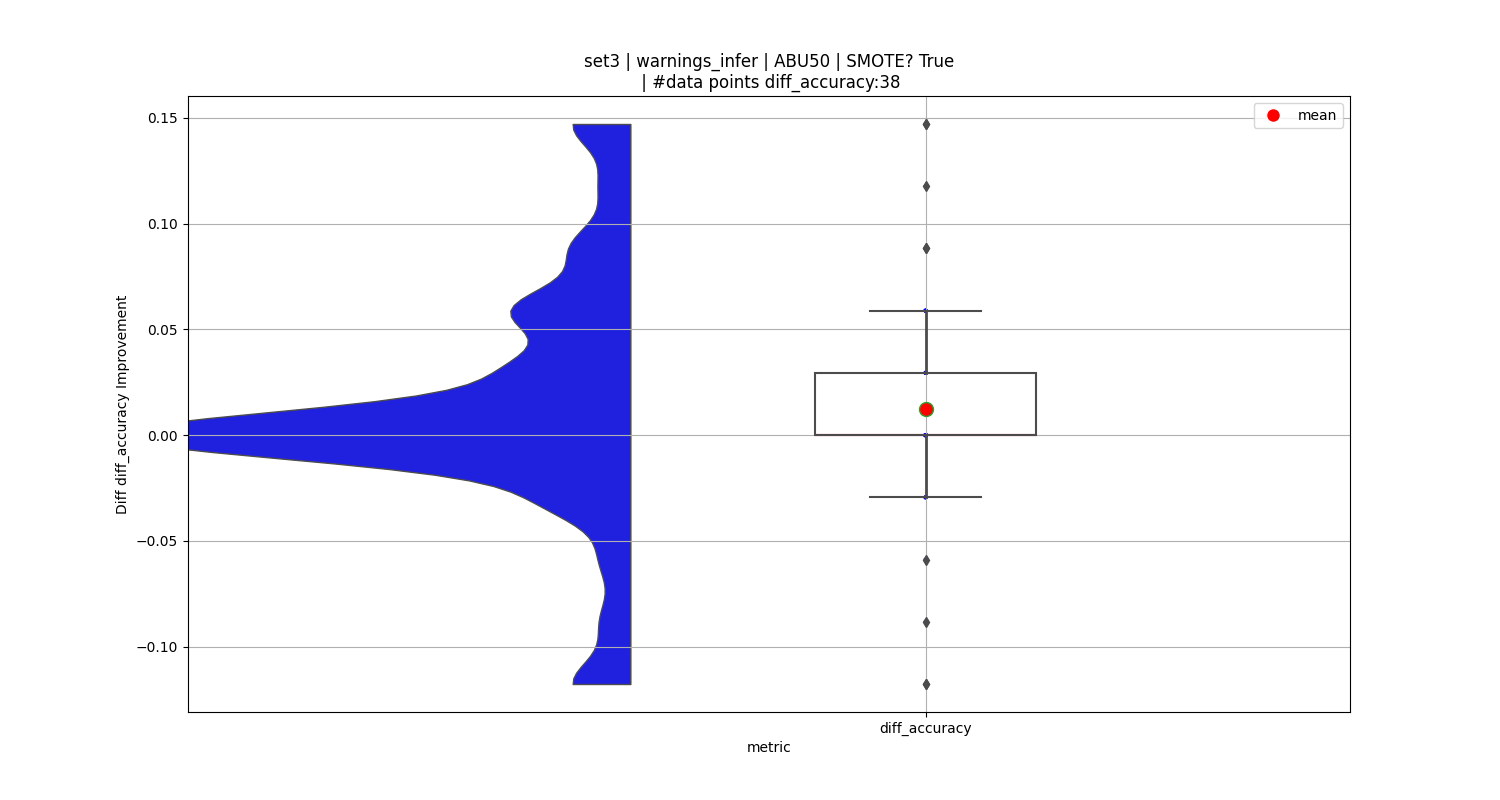 set3 | warnings_infer | ABU50 | SMOTE? True
| #data points diff_accuracy:38
mean
0.15
0.10
0.05
0.00
−0.05
−0.10
Diff diff_accuracy Improvement
diff_accuracy
metric